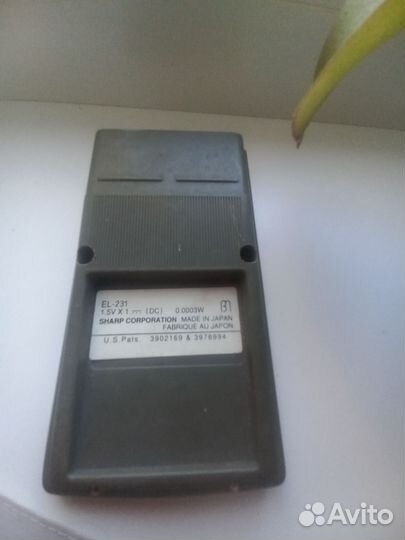 EL-231
1.5V X 1 ⎓ (DC) 0.0003W
SHARP CORPORATION MADE IN JAPAN
FABRIQUÉ AU JAPON
U.S.Pats. 3902169 & 3976994
Avito